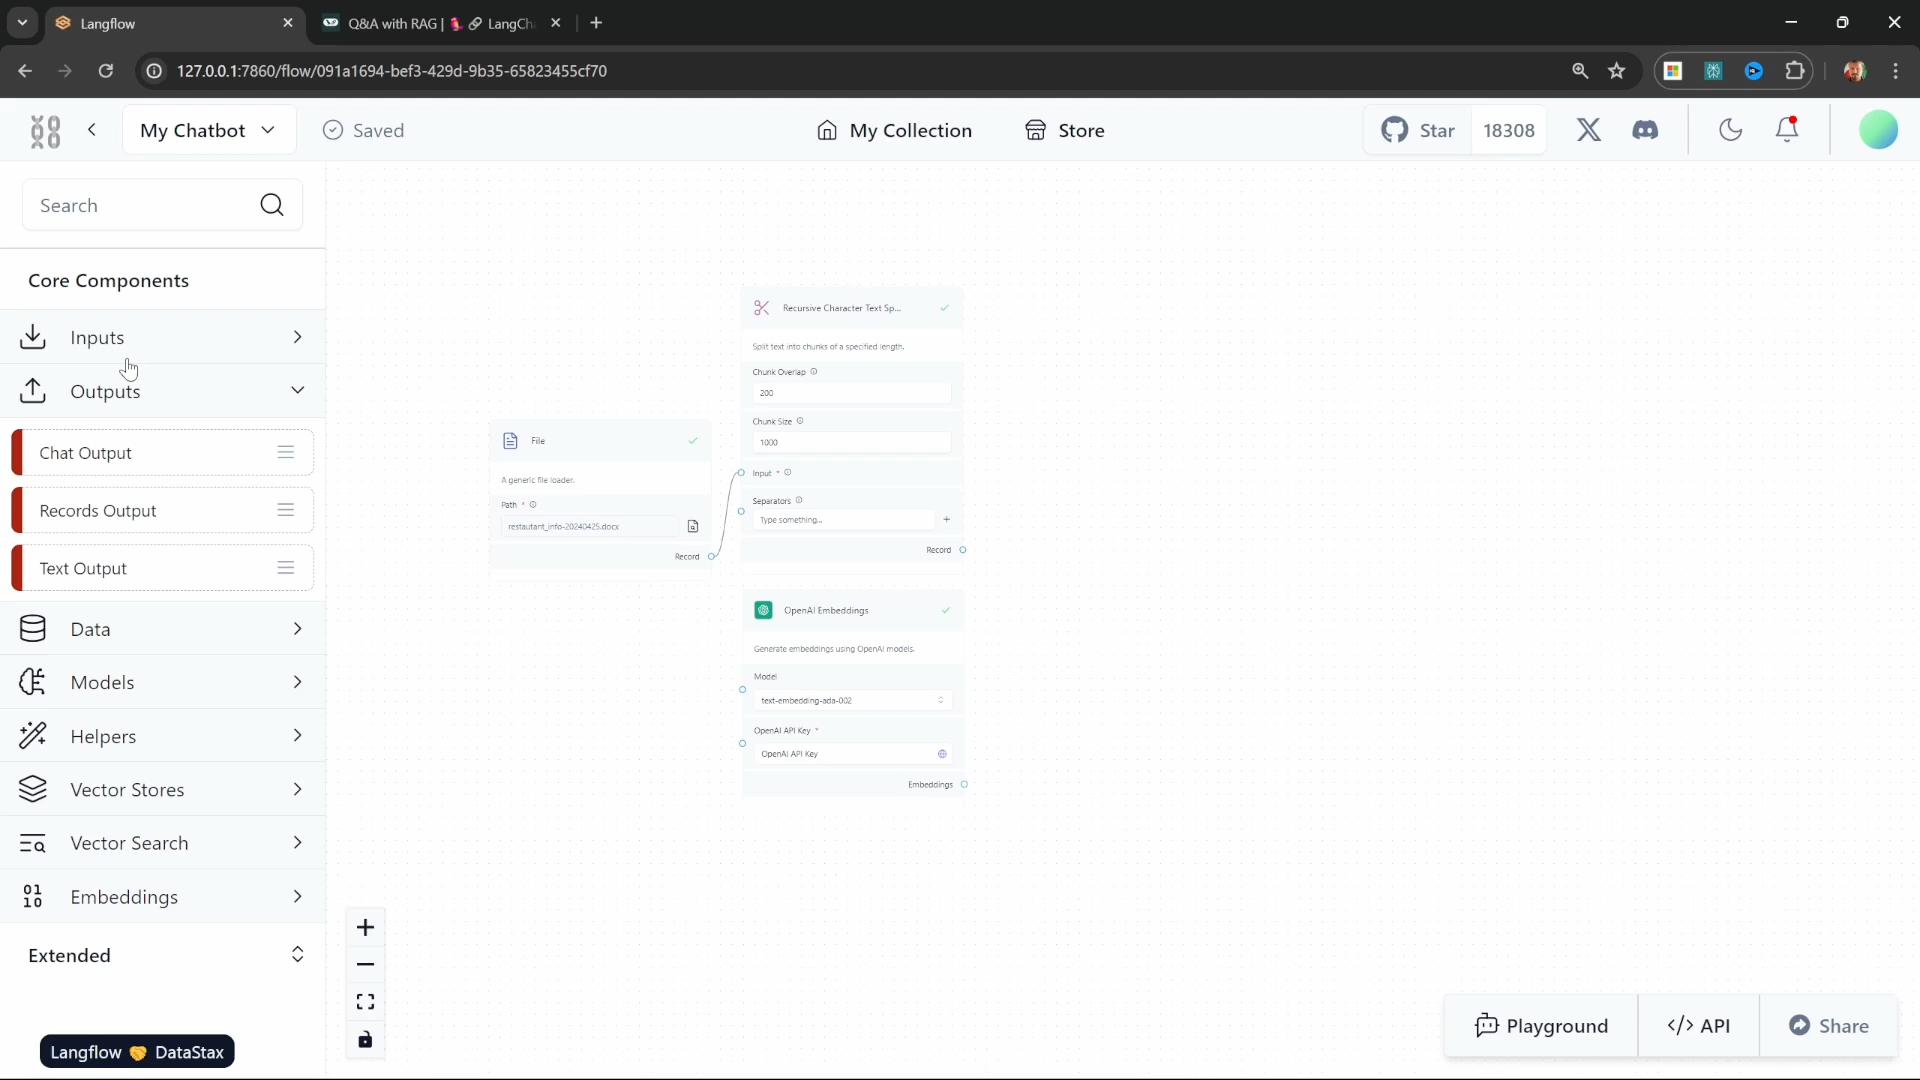 Langflow
Q&A with RAG | 🦜🔗 LangCh
127.0.0.1:7860/flow/091a1694-bef3-429d-9b35-65823455cf70
My Chatbot
Saved
My Collection
Store
Star
18308
Search
Core Components
Inputs
Outputs
Chat Output
Records Output
Text Output
Data
Models
Helpers
Vector Stores
Vector Search
Embeddings
Extended
Langflow 🤝 DataStax
File
A generic file loader.
Path *
restautant_info-20240425.docx
Record
Recursive Character Text Sp...
Split text into chunks of a specified length.
Chunk Overlap
200
Chunk Size
1000
Input *
Separators
Type something...
Record
OpenAI Embeddings
Generate embeddings using OpenAI models.
Model
text-embedding-ada-002
OpenAI API Key *
OpenAI API Key
Embeddings
Playground
</> API
Share